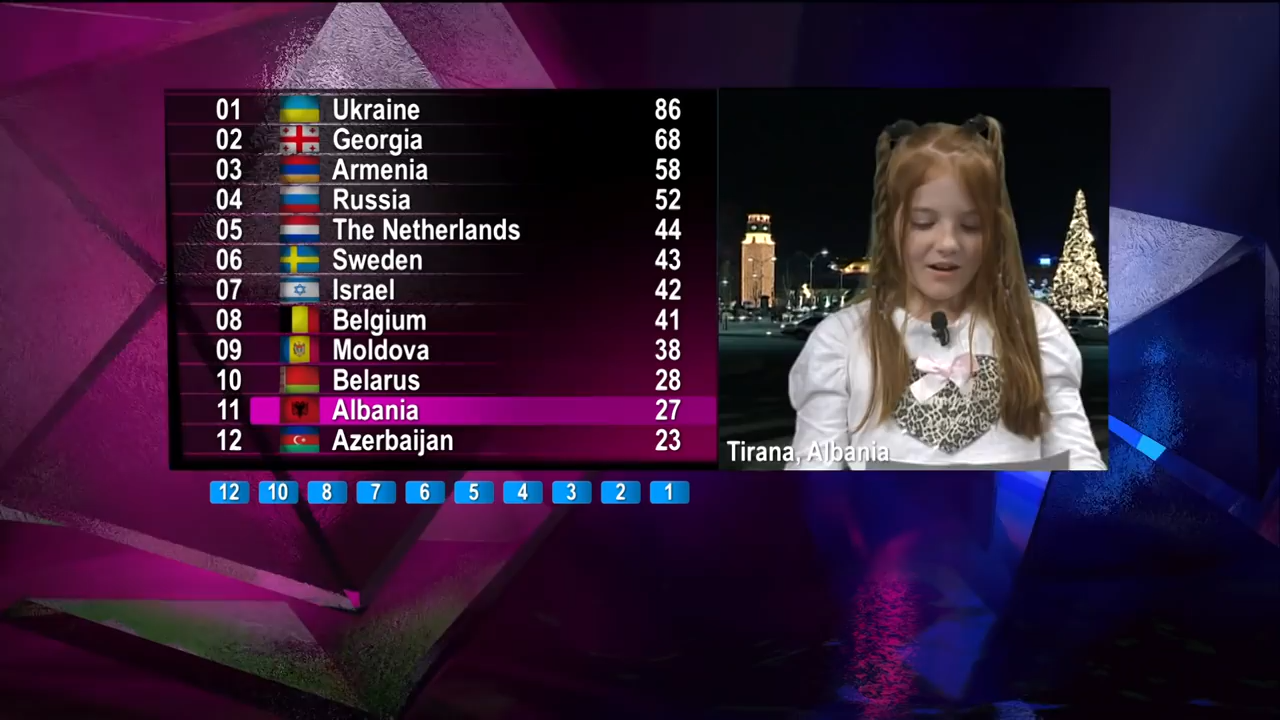 01 Ukraine 86
02 Georgia 68
03 Armenia 58
04 Russia 52
05 The Netherlands 44
06 Sweden 43
07 Israel 42
08 Belgium 41
09 Moldova 38
10 Belarus 28
11 Albania 27
12 Azerbaijan 23
Tirana, Albania
12 10 8 7 6 5 4 3 2 1